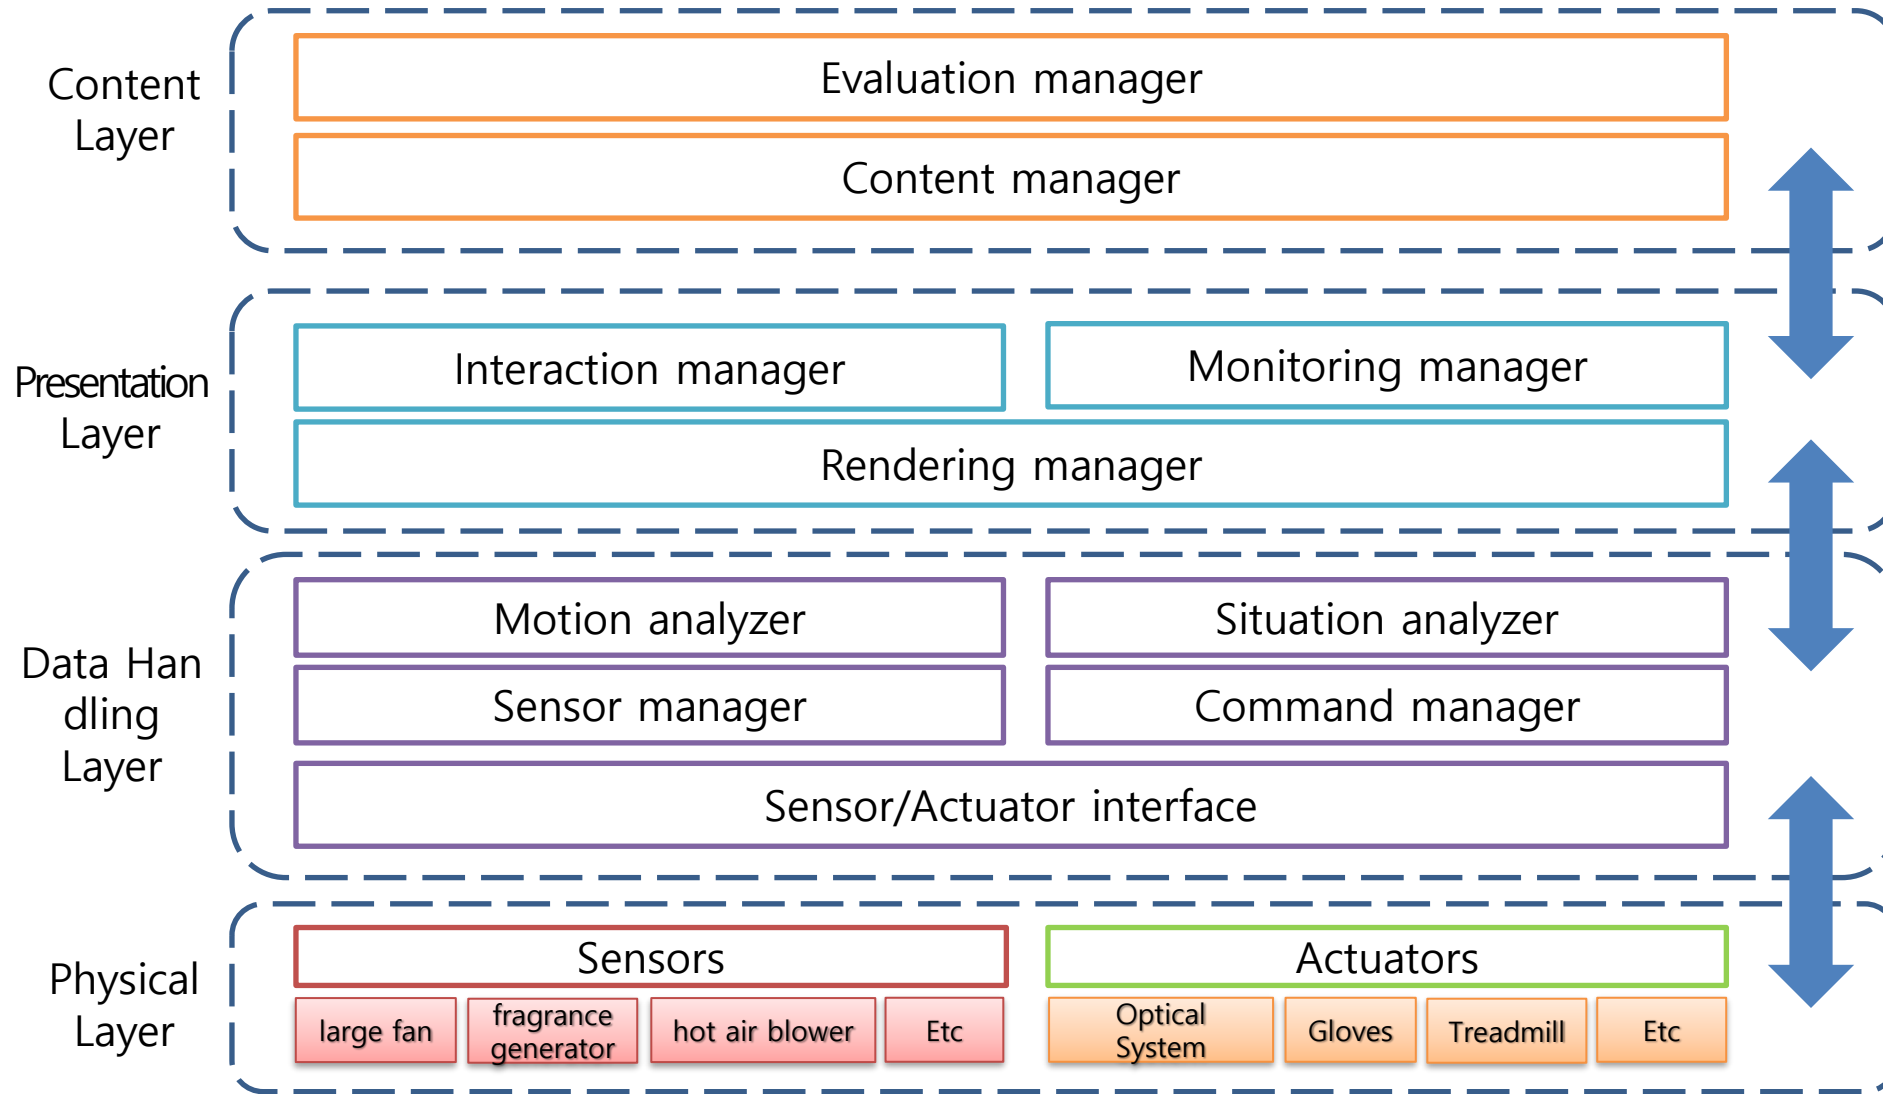 Content
Layer
Evaluation manager
Content manager
Presentation
Layer
Interaction manager
Monitoring manager
Rendering manager
Data Han
dling
Layer
Motion analyzer
Situation analyzer
Sensor manager
Command manager
Sensor/Actuator interface
Physical
Layer
Sensors
Actuators
large fan
fragrance
generator
hot air blower
Etc
Optical
System
Gloves
Treadmill
Etc